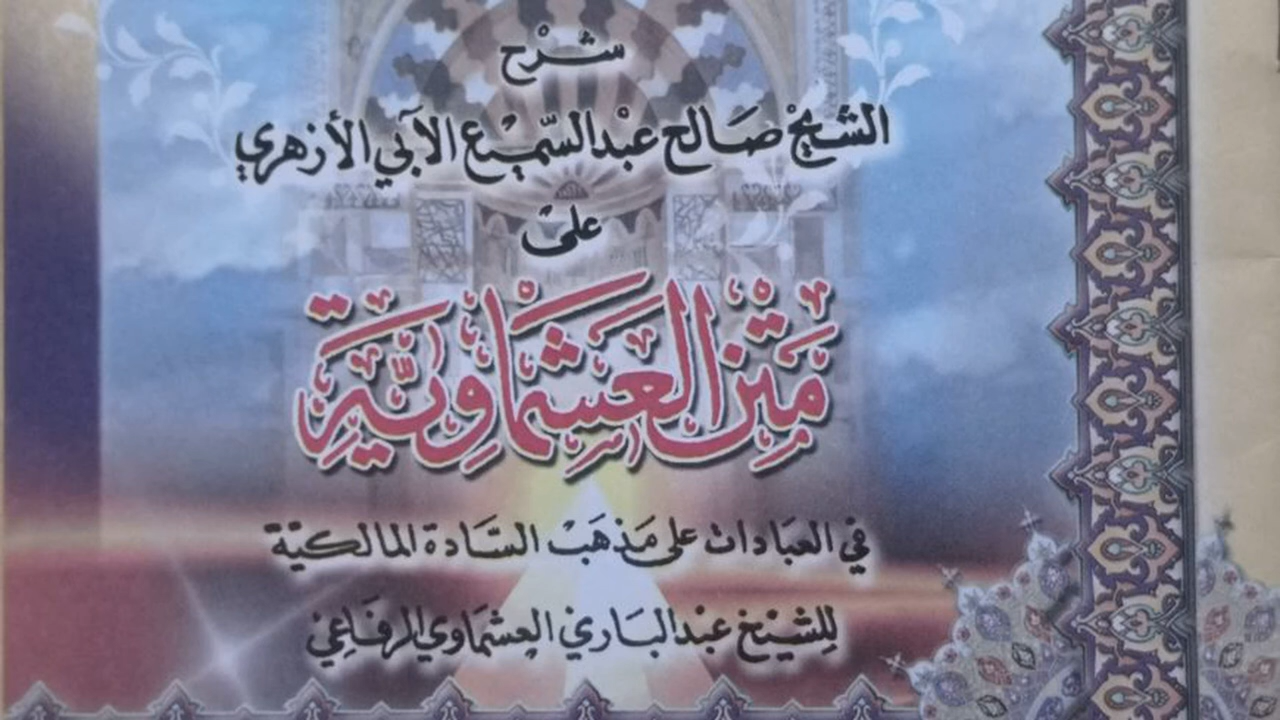 شرح
الشيخ صالح عبد السميع الآبي الأزهري
على
متن العشماوية
في العبادات على مذهب السادة المالكية
للشيخ عبد الباري العشماوي الرفاعي